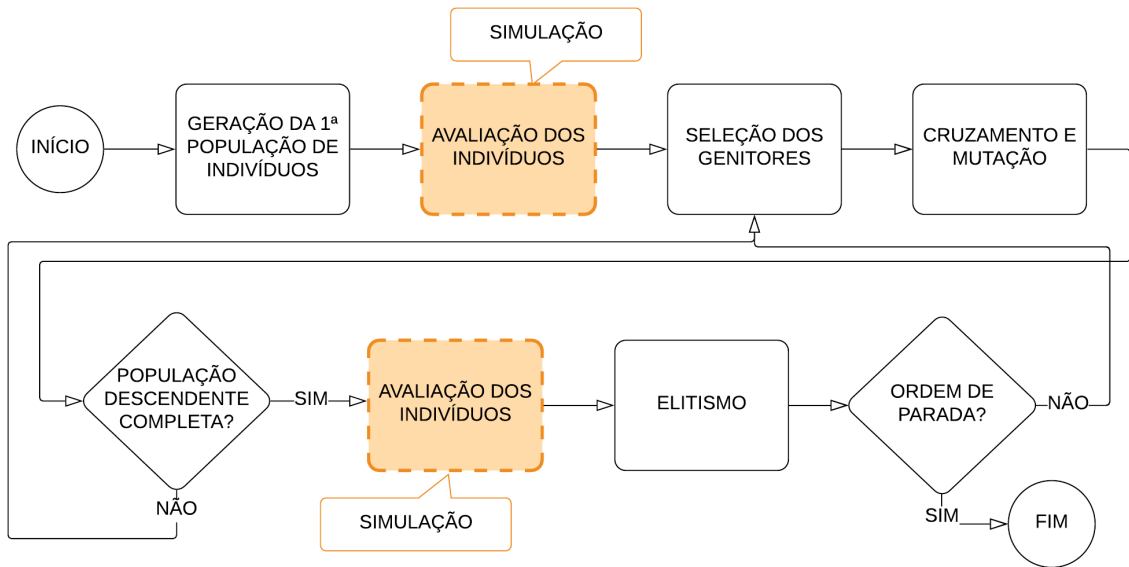 SIMULAÇÃO
INÍCIO
GERAÇÃO DA 1ª
POPULAÇÃO DE
INDIVÍDUOS
AVALIAÇÃO DOS
INDIVÍDUOS
SELEÇÃO DOS
GENITORES
CRUZAMENTO E
MUTAÇÃO
POPULAÇÃO
DESCENDENTE
COMPLETA?
SIM
NÃO
AVALIAÇÃO DOS
INDIVÍDUOS
SIMULAÇÃO
ELITISMO
ORDEM DE
PARADA?
NÃO
SIM
FIM